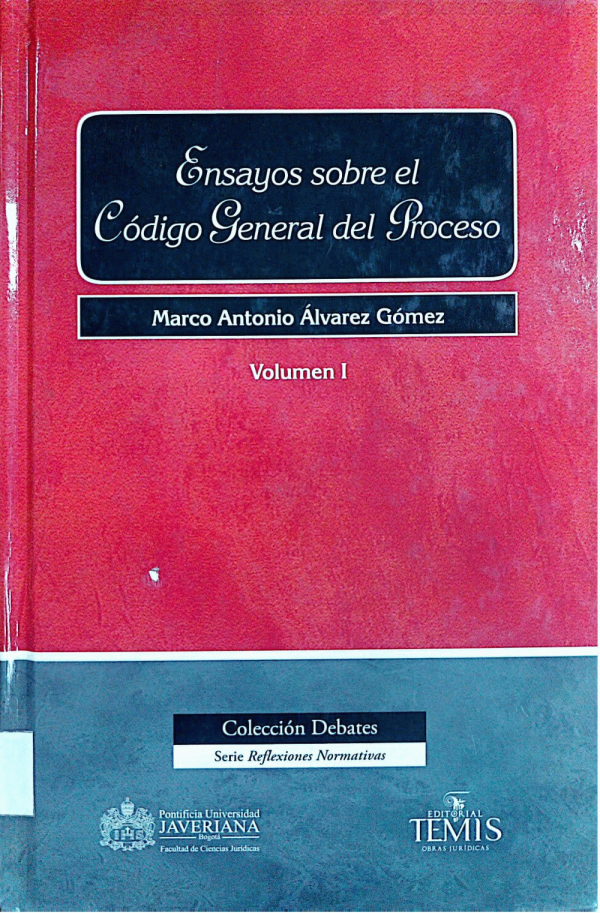 Ensayos sobre el
Código General del Proceso
Marco Antonio Álvarez Gómez
Volumen I
Colección Debates
Serie Reflexiones Normativas
Pontificia Universidad
JAVERIANA
Bogotá
Facultad de Ciencias Jurídicas
IHS
EDITORIAL
TEMIS
OBRAS JURÍDICAS